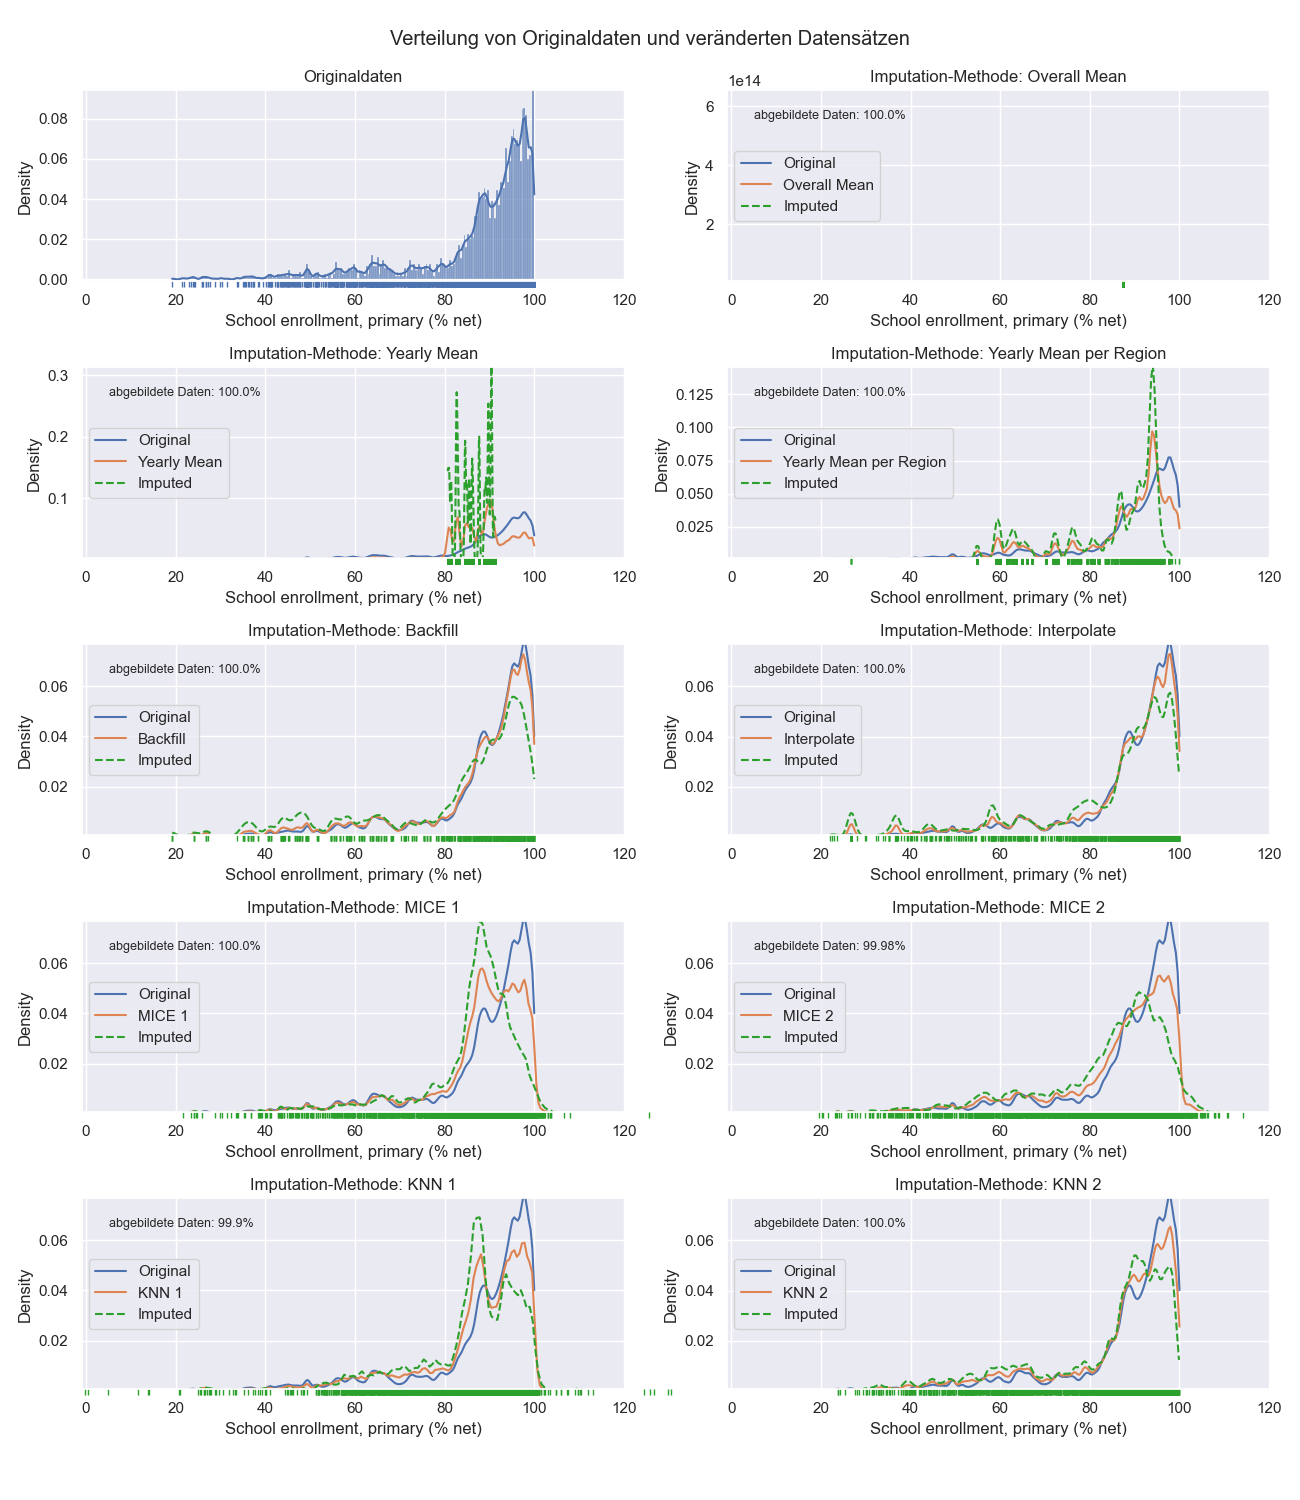 Verteilung von Originaldaten und veränderten Datensätzen
Originaldaten
0.08
0.06
0.04
0.02
0.00
Density
0 20 40 60 80 100 120
School enrollment, primary (% net)
Imputation-Methode: Overall Mean
1e14
6
4
2
Density
abgebildete Daten: 100.0%
Original
Overall Mean
Imputed
0 20 40 60 80 100 120
School enrollment, primary (% net)
Imputation-Methode: Yearly Mean
0.3
0.2
0.1
Density
abgebildete Daten: 100.0%
Original
Yearly Mean
Imputed
0 20 40 60 80 100 120
School enrollment, primary (% net)
Imputation-Methode: Yearly Mean per Region
0.125
0.100
0.075
0.050
0.025
Density
abgebildete Daten: 100.0%
Original
Yearly Mean per Region
Imputed
0 20 40 60 80 100 120
School enrollment, primary (% net)
Imputation-Methode: Backfill
0.06
0.04
0.02
Density
abgebildete Daten: 100.0%
Original
Backfill
Imputed
0 20 40 60 80 100 120
School enrollment, primary (% net)
Imputation-Methode: Interpolate
0.06
0.04
0.02
Density
abgebildete Daten: 100.0%
Original
Interpolate
Imputed
0 20 40 60 80 100 120
School enrollment, primary (% net)
Imputation-Methode: MICE 1
0.06
0.04
0.02
Density
abgebildete Daten: 100.0%
Original
MICE 1
Imputed
0 20 40 60 80 100 120
School enrollment, primary (% net)
Imputation-Methode: MICE 2
0.06
0.04
0.02
Density
abgebildete Daten: 99.98%
Original
MICE 2
Imputed
0 20 40 60 80 100 120
School enrollment, primary (% net)
Imputation-Methode: KNN 1
0.06
0.04
0.02
Density
abgebildete Daten: 99.9%
Original
KNN 1
Imputed
0 20 40 60 80 100 120
School enrollment, primary (% net)
Imputation-Methode: KNN 2
0.06
0.04
0.02
Density
abgebildete Daten: 100.0%
Original
KNN 2
Imputed
0 20 40 60 80 100 120
School enrollment, primary (% net)